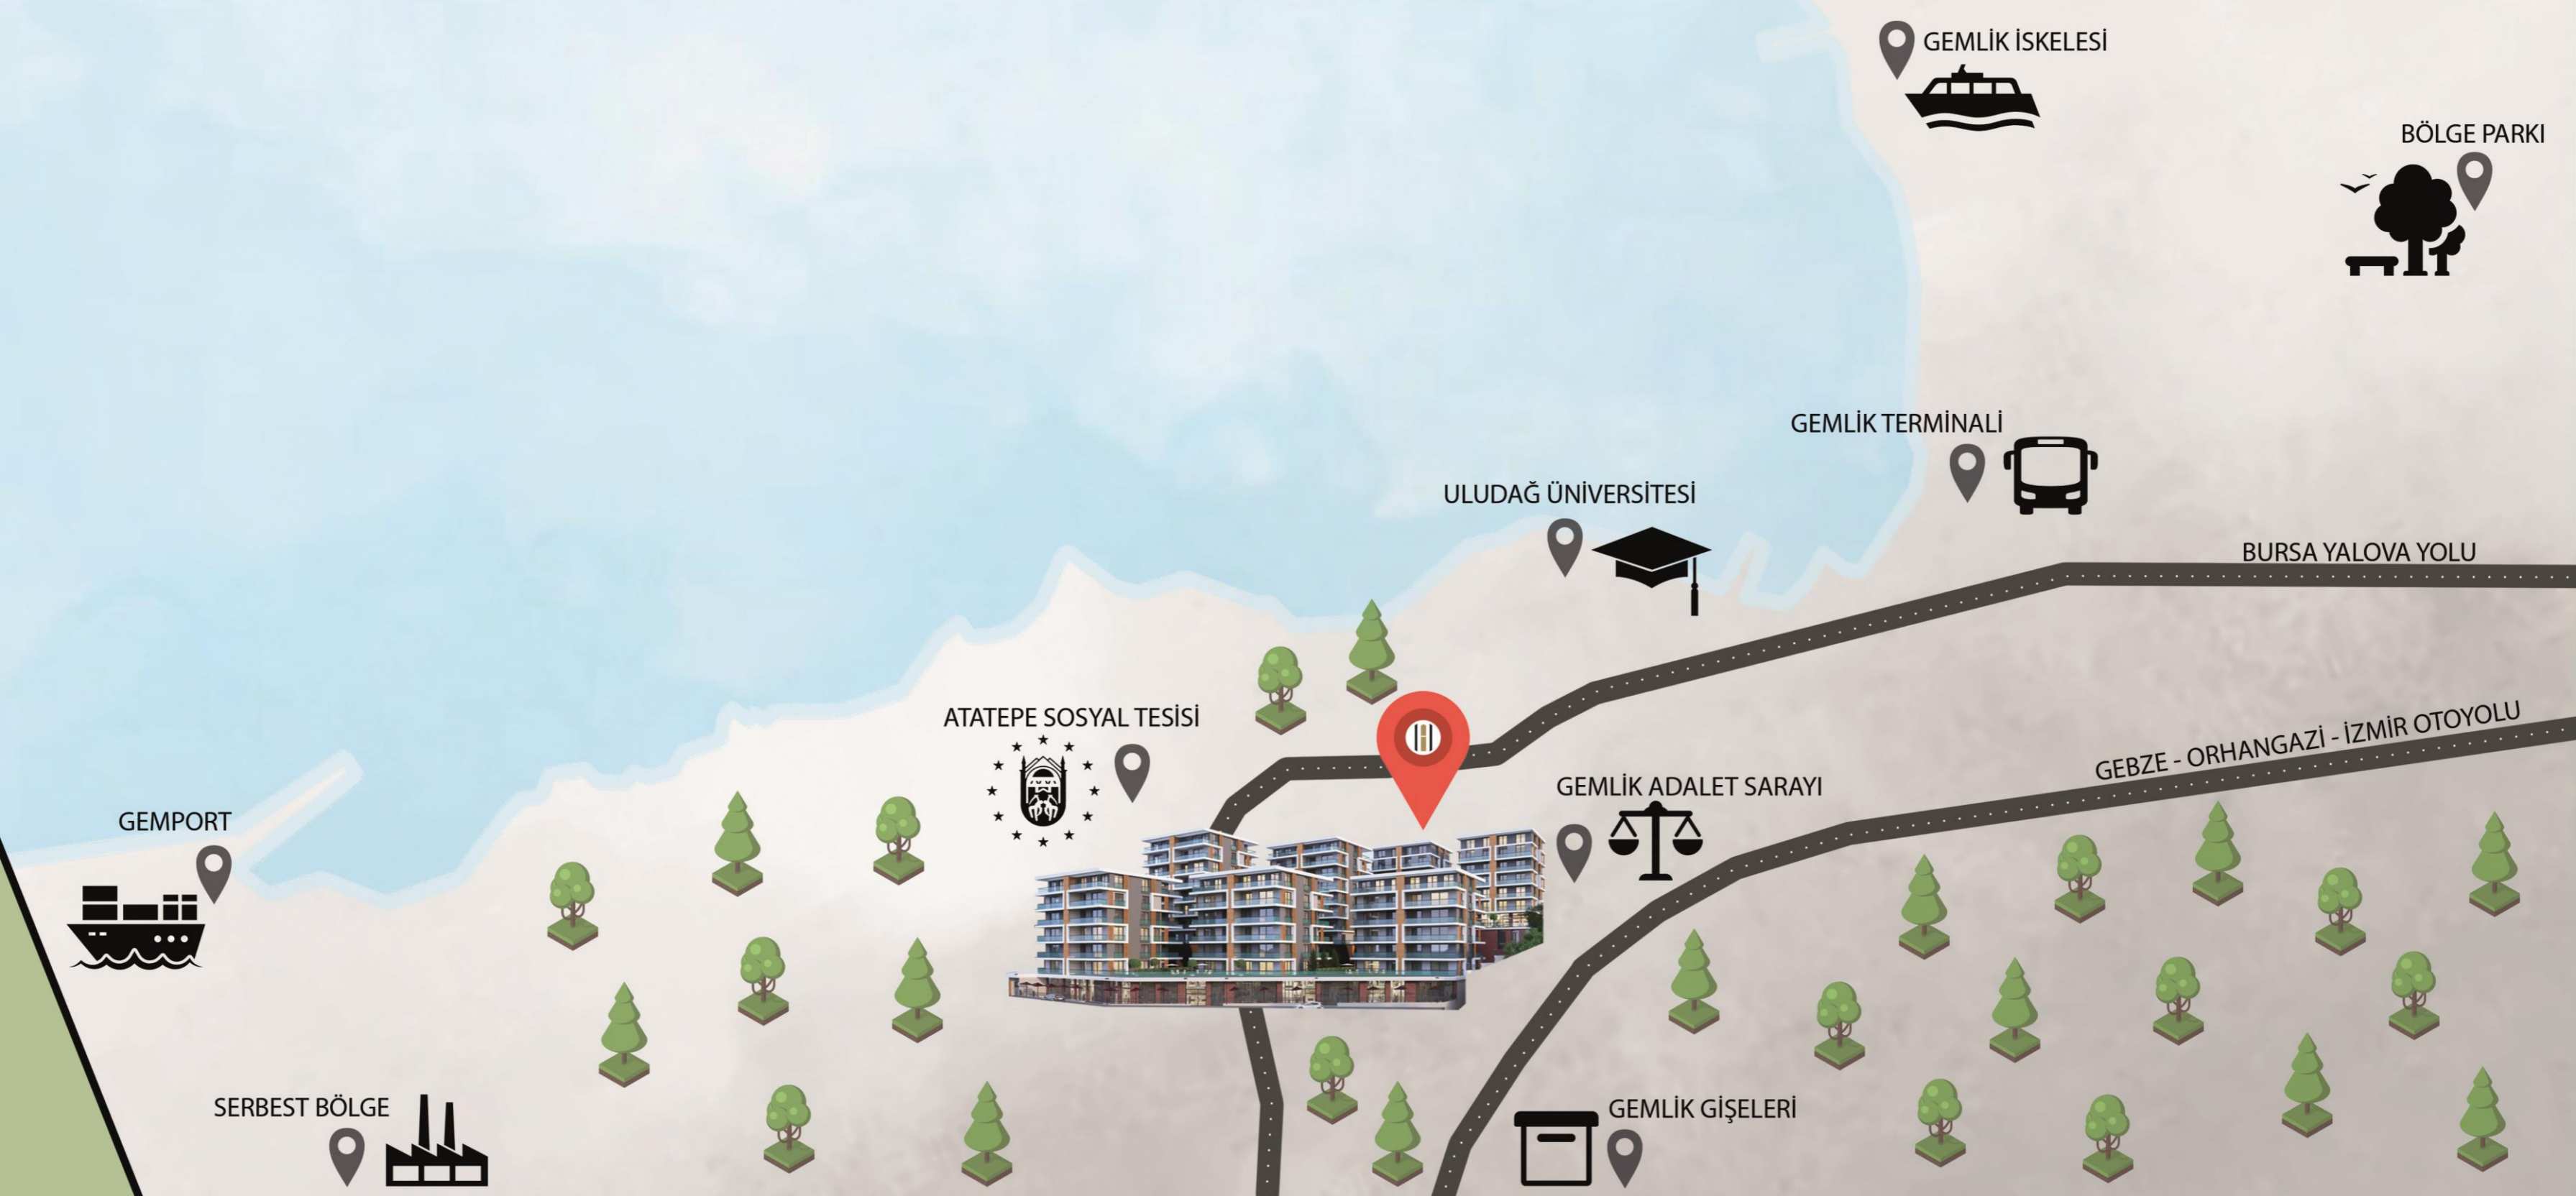 GEMLİK İSKELESİ
BÖLGE PARKI
GEMLİK TERMİNALİ
ULUDAĞ ÜNİVERSİTESİ
BURSA YALOVA YOLU
ATATEPE SOSYAL TESİSİ
GEBZE - ORHANGAZİ - İZMİR OTOYOLU
GEMLİK ADALET SARAYI
GEMPORT
SERBEST BÖLGE
GEMLİK GİŞELERİ